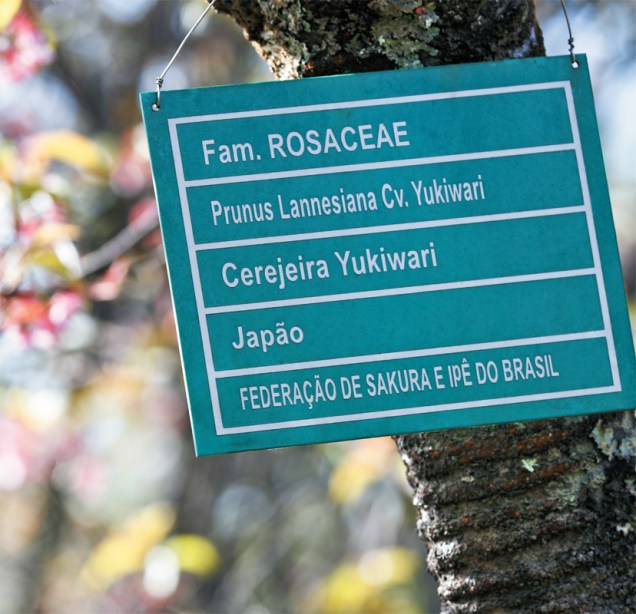 Fam. ROSACEAE
Prunus Lannesiana Cv. Yukiwari
Cerejeira Yukiwari
Japão
FEDERAÇÃO DE SAKURA E IPÊ DO BRASIL